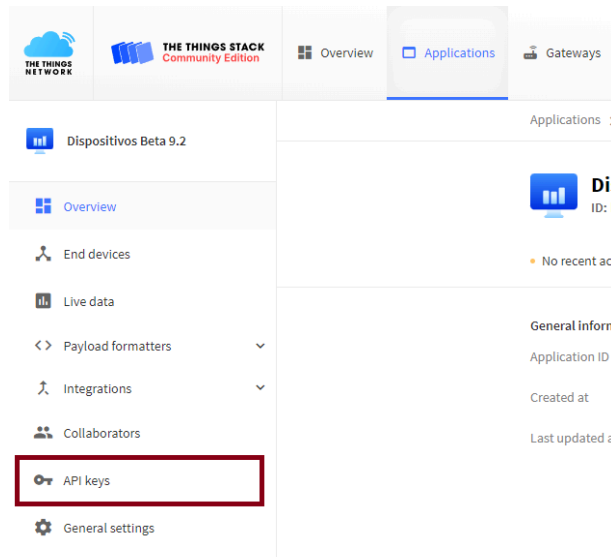 THE THINGS
NETWORK
THE THINGS STACK
Community Edition
Overview
Applications
Gateways
Dispositivos Beta 9.2
Overview
End devices
Live data
Payload formatters
Integrations
Collaborators
API keys
General settings
Applications
Di
ID:
No recent ac
General inform
Application ID
Created at
Last updated a